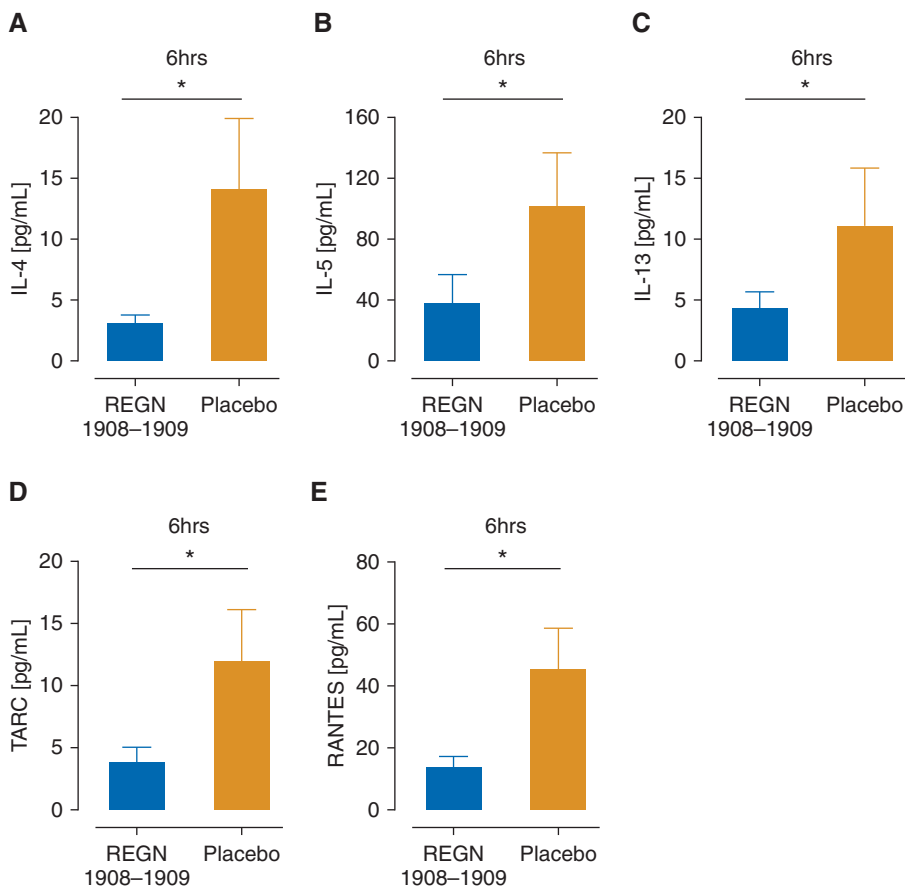 A
6hrs
*
IL-4 [pg/mL]
20
15
10
5
0
REGN
1908–1909
Placebo
B
6hrs
*
IL-5 [pg/mL]
160
120
80
40
0
REGN
1908–1909
Placebo
C
6hrs
*
IL-13 [pg/mL]
20
15
10
5
0
REGN
1908–1909
Placebo
D
6hrs
*
TARC [pg/mL]
20
15
10
5
0
REGN
1908–1909
Placebo
E
6hrs
*
RANTES [pg/mL]
80
60
40
20
0
REGN
1908–1909
Placebo